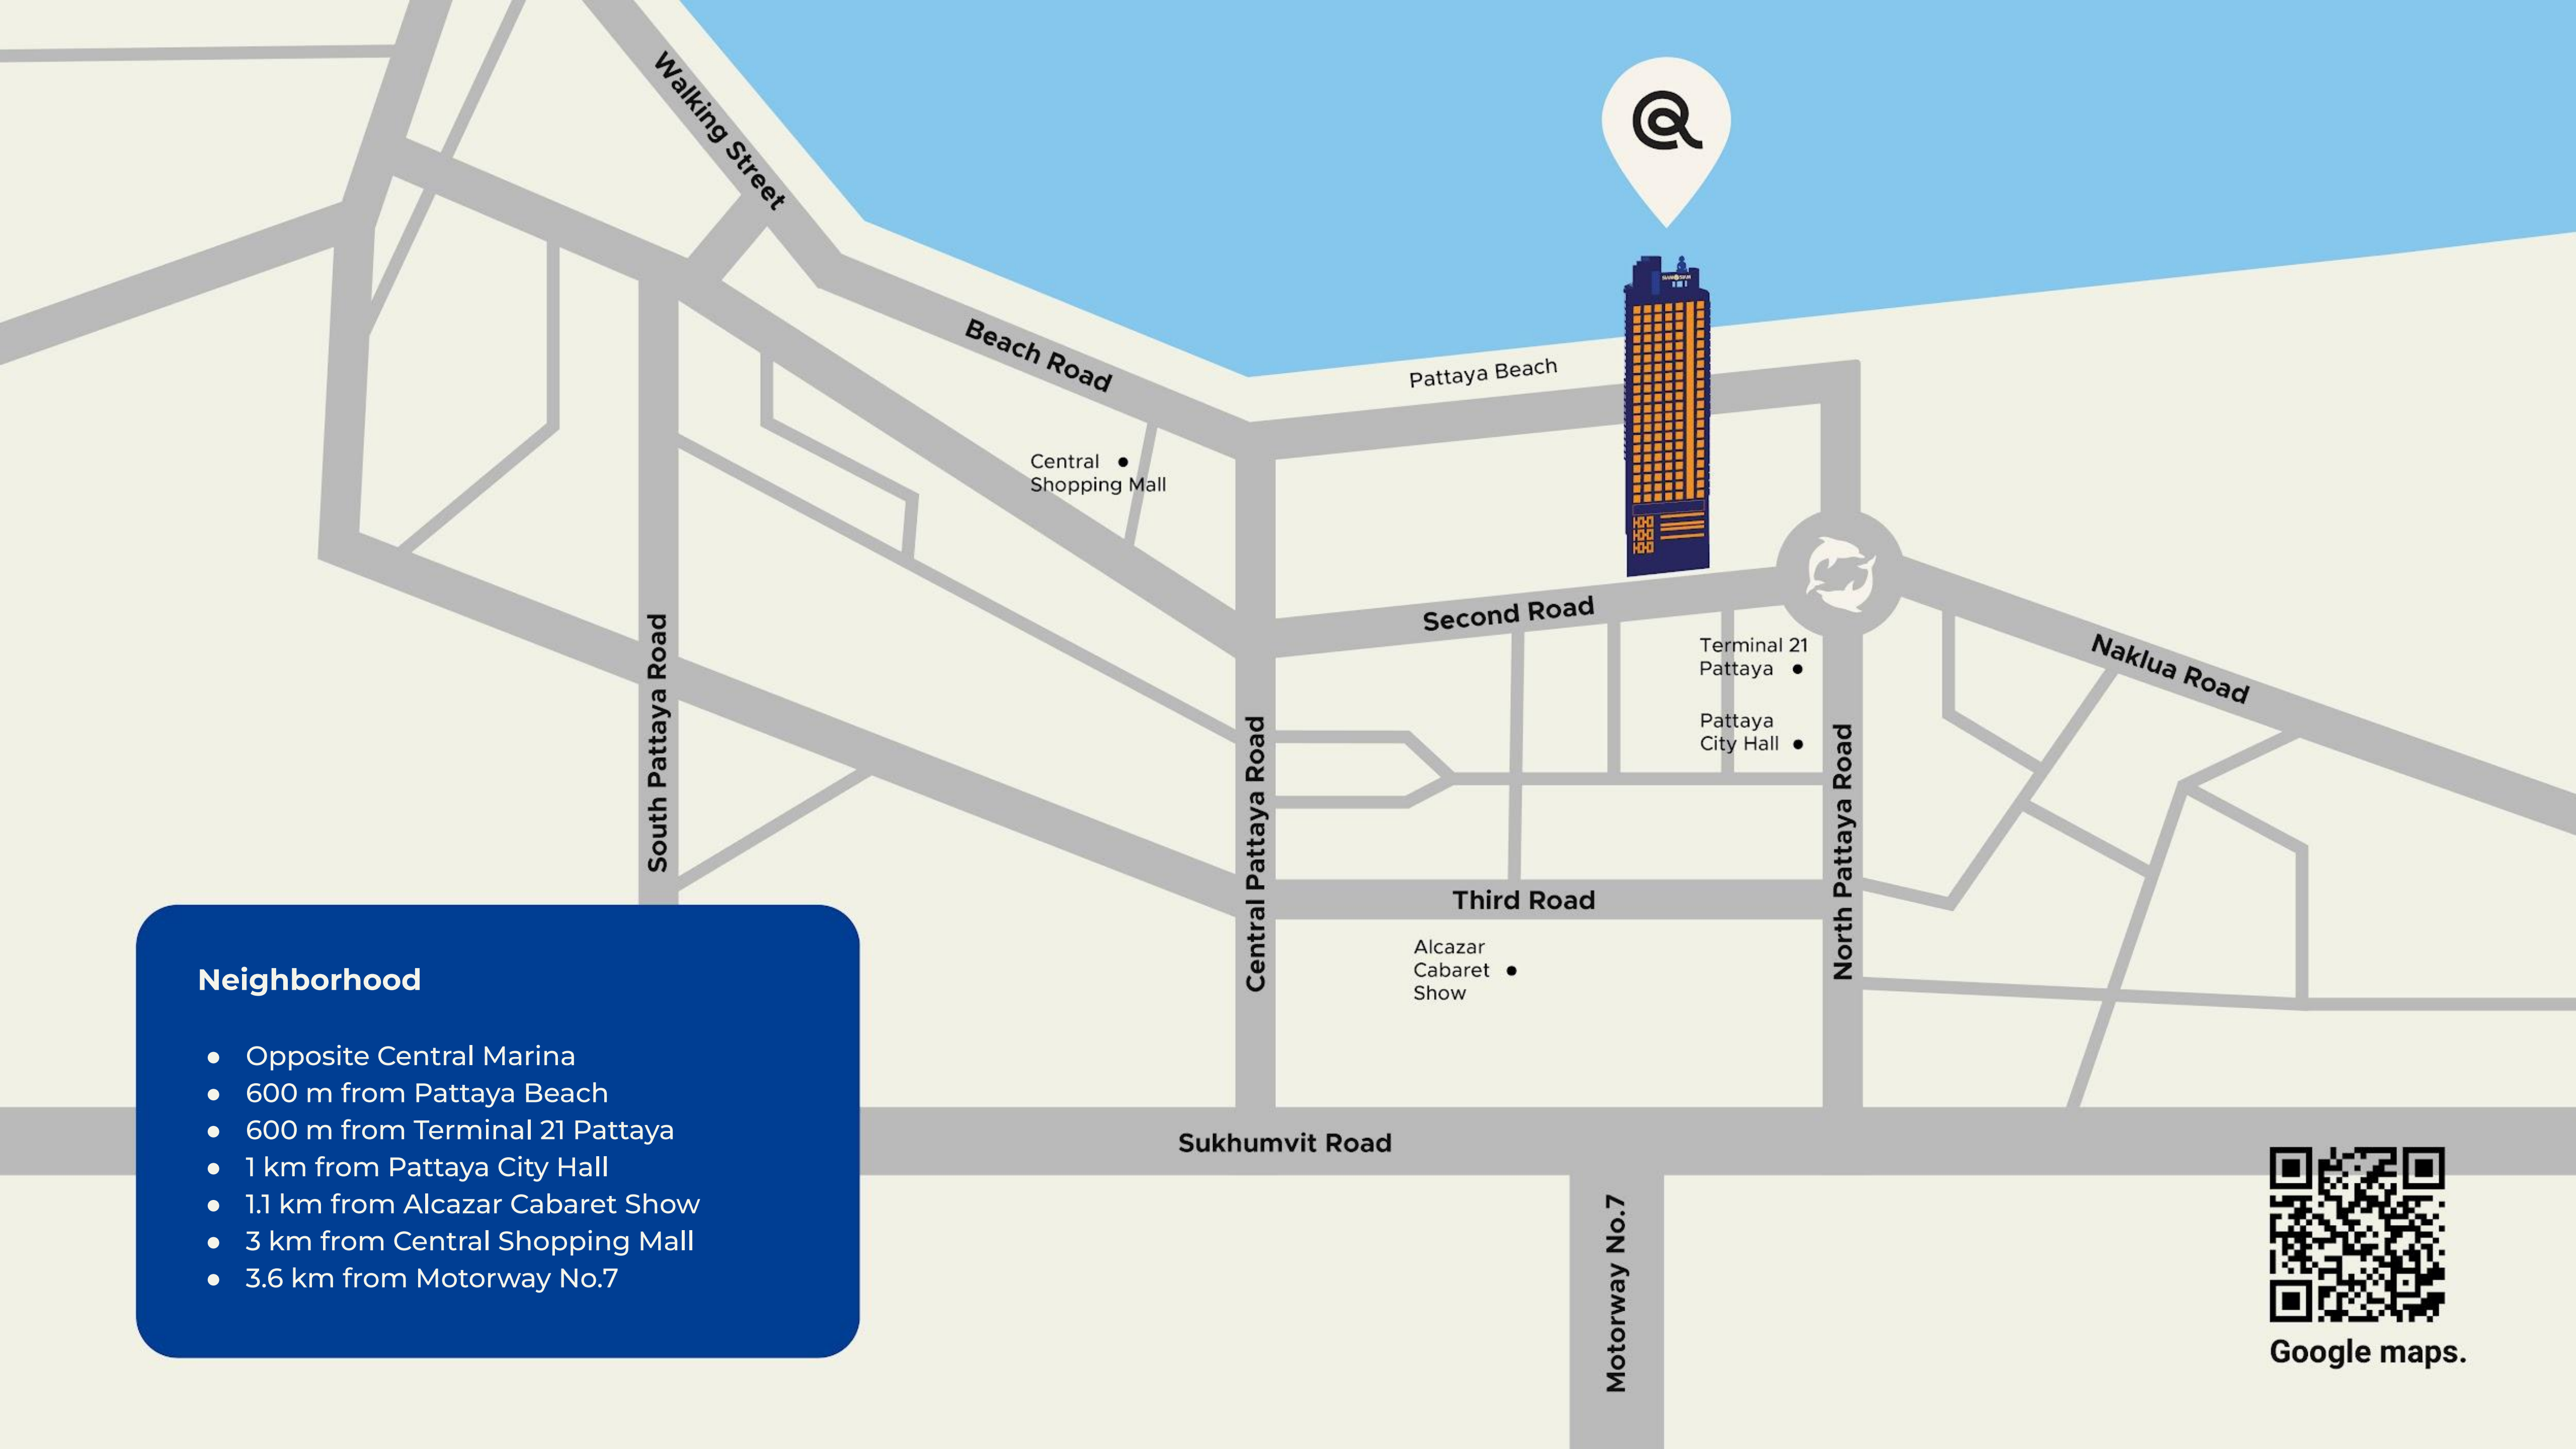 Walking Street
Beach Road
Pattaya Beach
Central
Shopping Mall
Second Road
Terminal 21
Pattaya
Pattaya
City Hall
Naklua Road
South Pattaya Road
Central Pattaya Road
North Pattaya Road
Third Road
Alcazar
Cabaret
Show
Neighborhood
● Opposite Central Marina
● 600 m from Pattaya Beach
● 600 m from Terminal 21 Pattaya
● 1 km from Pattaya City Hall
● 1.1 km from Alcazar Cabaret Show
● 3 km from Central Shopping Mall
● 3.6 km from Motorway No.7
Sukhumvit Road
Motorway No.7
Google maps.